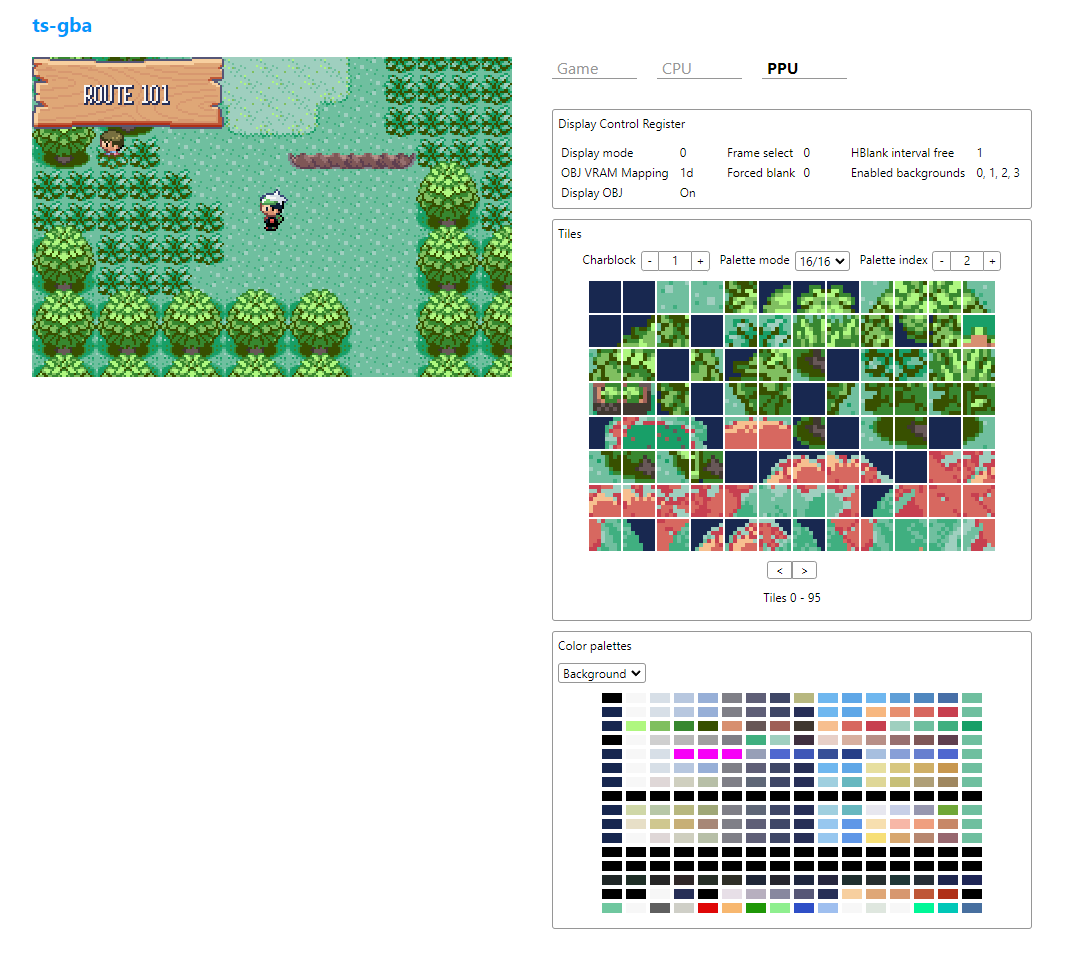 ts-gba
Game CPU PPU
ROUTE 101
Display Control Register
Display mode 0 Frame select 0 HBlank interval free 1
OBJ VRAM Mapping 1d Forced blank 0 Enabled backgrounds 0, 1, 2, 3
Display OBJ On
Tiles
Charblock - 1 + Palette mode 16/16 Palette index - 2 +
< >
Tiles 0 - 95
Color palettes
Background